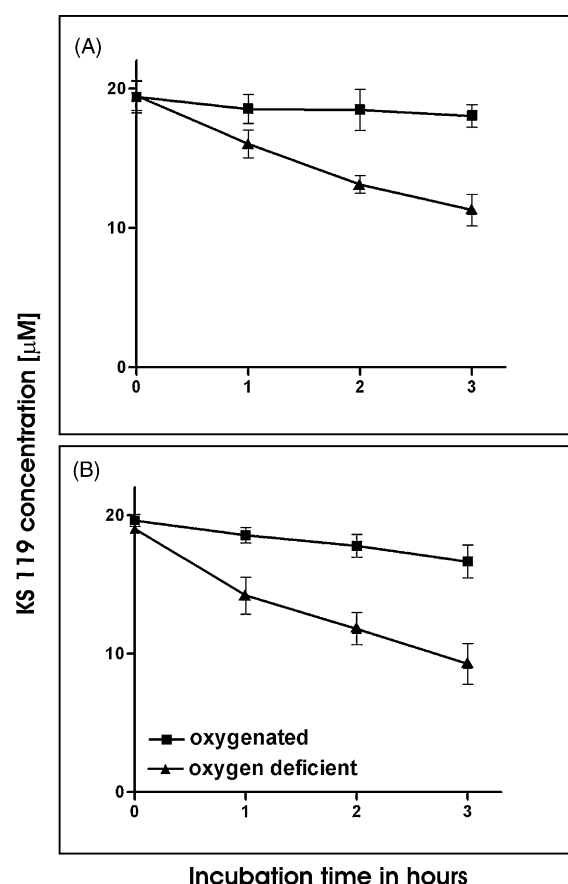 (A)
20
10
0
0 1 2 3
KS 119 concentration [µM]
(B)
20
10
oxygenated
oxygen deficient
0
0 1 2 3
Incubation time in hours